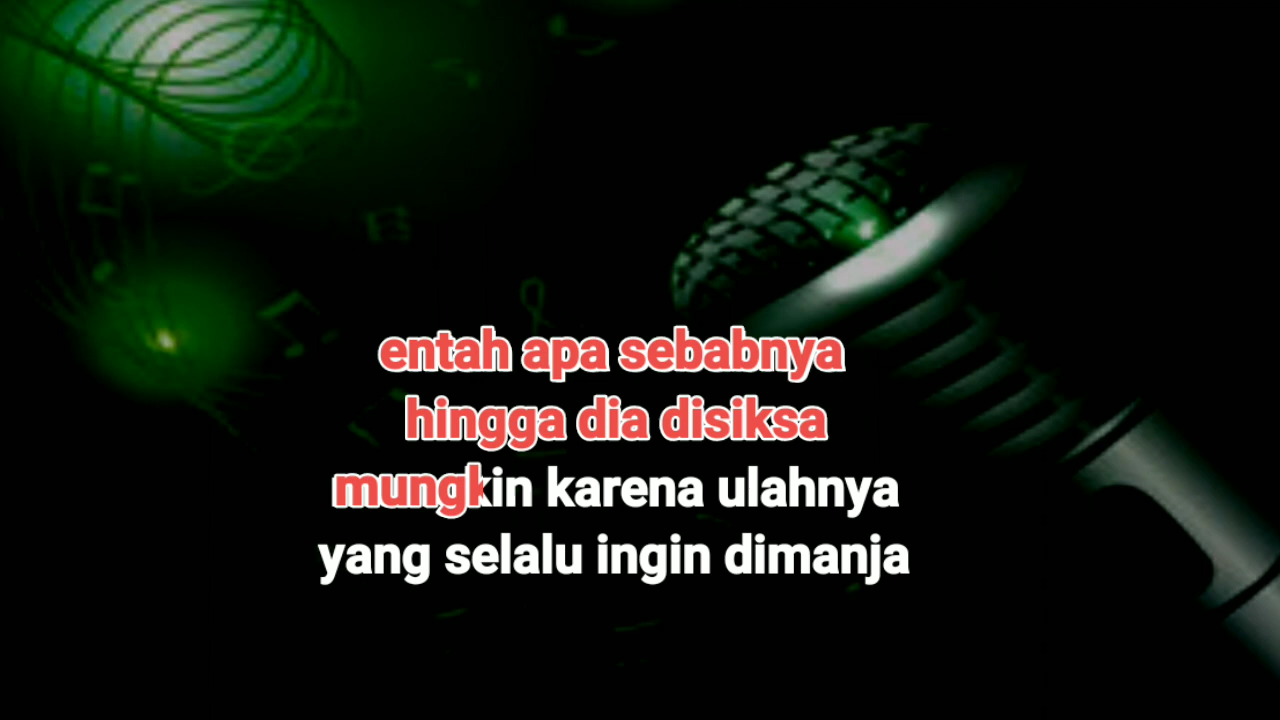 entah apa sebabnya
hingga dia disiksa
mungkin karena ulahnya
yang selalu ingin dimanja